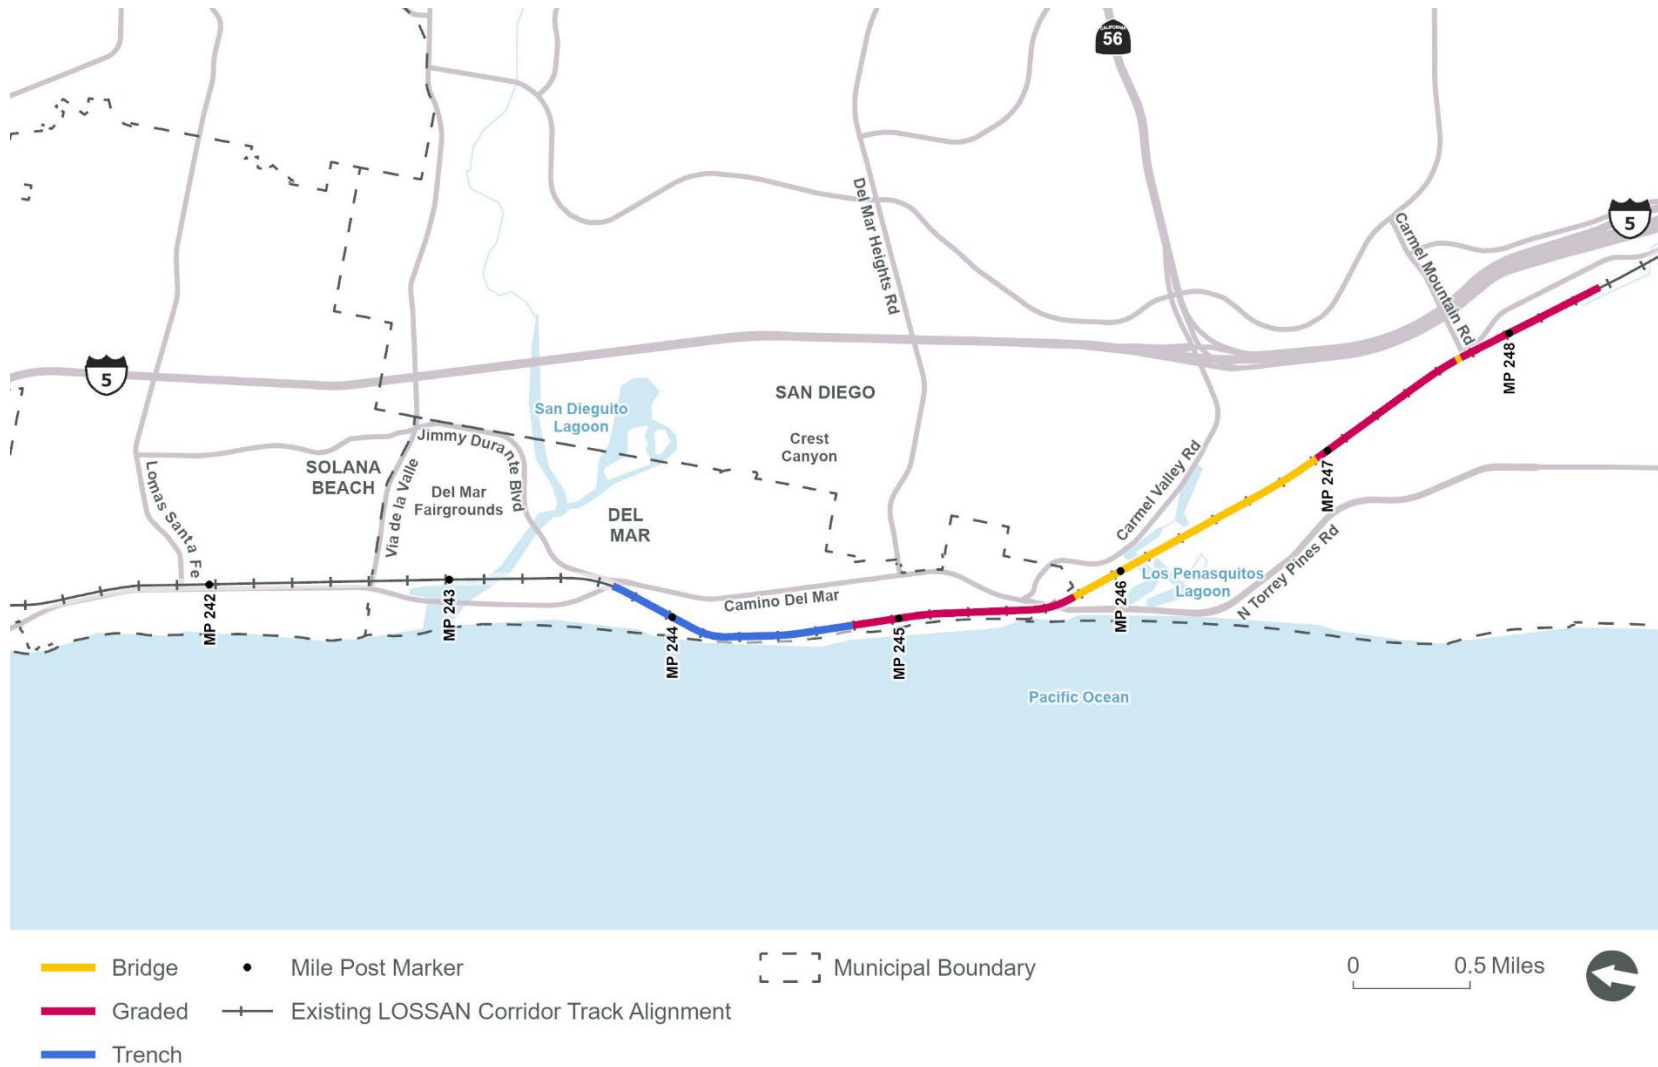 CALIFORNIA
56
5
Del Mar Heights Rd
Carmel Mountain Rd
5
MP 248
San Dieguito
Lagoon
SAN DIEGO
Crest
Canyon
Jimmy Durante Blvd
SOLANA
BEACH
Lomas Santa Fe
Via de la Valle
Del Mar
Fairgrounds
DEL
MAR
Carmel Valley Rd
MP 247
N Torrey Pines Rd
Los Penasquitos
Lagoon
Camino Del Mar
MP 242
MP 243
MP 244
MP 245
MP 246
Pacific Ocean
Bridge
Mile Post Marker
Municipal Boundary
0
0.5 Miles
Graded
Existing LOSSAN Corridor Track Alignment
Trench